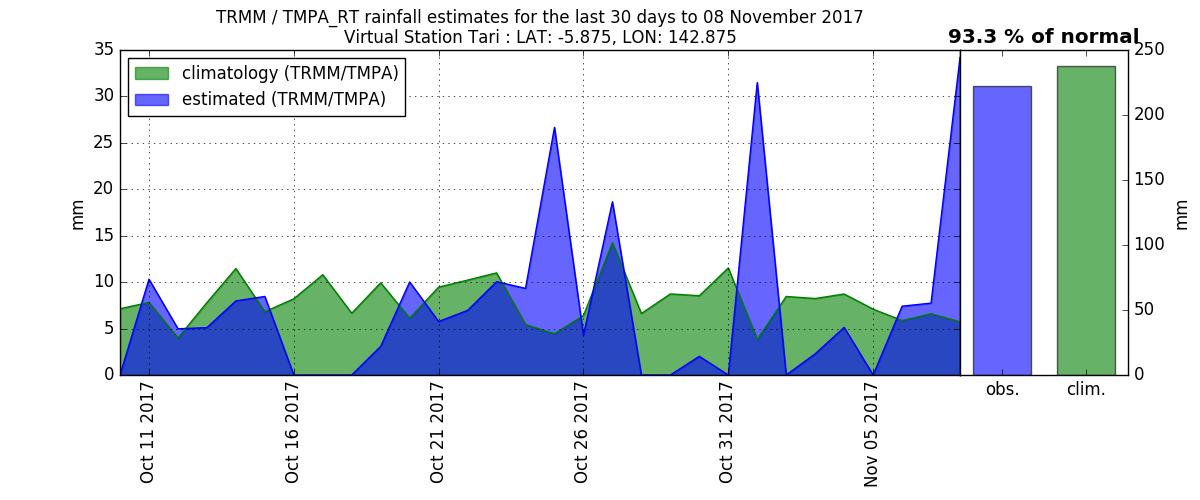 TRMM / TMPA_RT rainfall estimates for the last 30 days to 08 November 2017
Virtual Station Tari : LAT: -5.875, LON: 142.875
93.3 % of normal
climatology (TRMM/TMPA)
estimated (TRMM/TMPA)
35
30
25
20
15
10
5
0
mm
250
200
150
100
50
0
mm
obs.
clim.
Oct 11 2017
Oct 16 2017
Oct 21 2017
Oct 26 2017
Oct 31 2017
Nov 05 2017